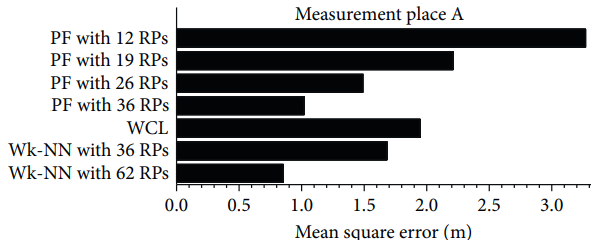 Measurement place A
PF with 12 RPs
PF with 19 RPs
PF with 26 RPs
PF with 36 RPs
WCL
Wk-NN with 36 RPs
Wk-NN with 62 RPs
0.0 0.5 1.0 1.5 2.0 2.5 3.0
Mean square error (m)